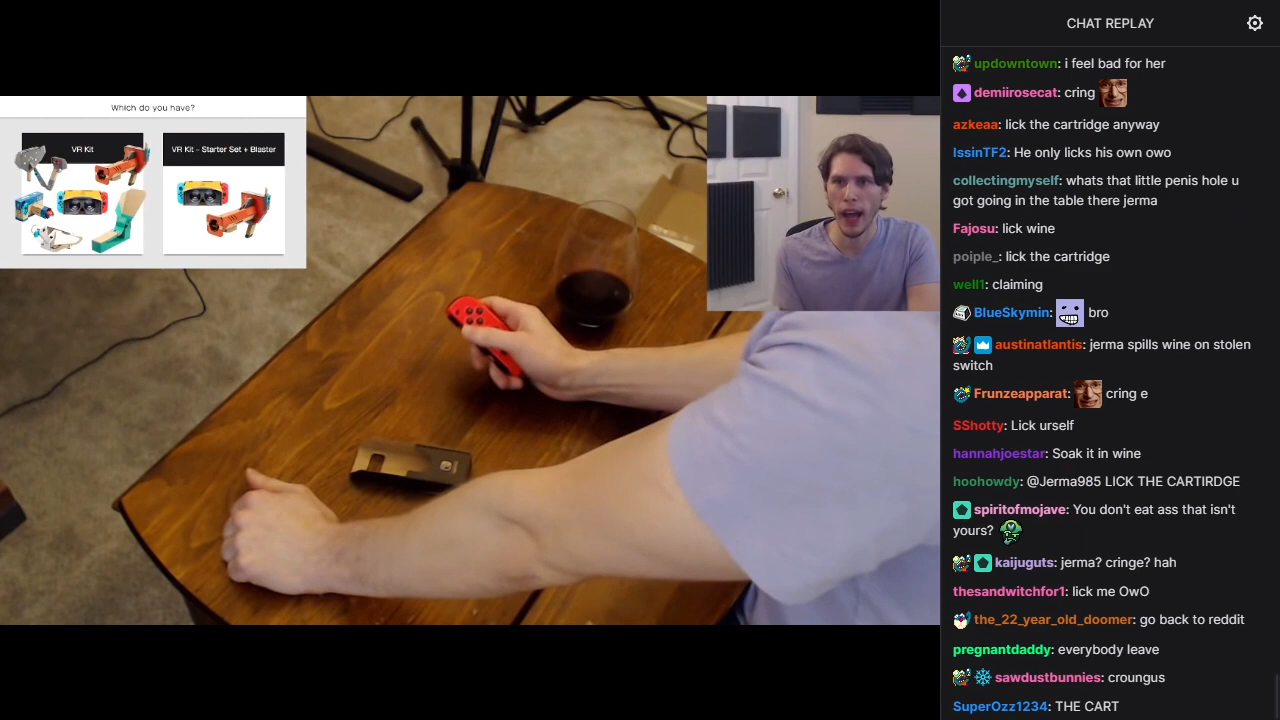 Which do you have?
VR Kit
VR Kit – Starter Set + Blaster
CHAT REPLAY
updowntown: i feel bad for her
demiirosecat: cring
azkeaa: lick the cartridge anyway
IssinTF2: He only licks his own owo
collectingmyself: whats that little penis hole u
got going in the table there jerma
Fajosu: lick wine
poiple_: lick the cartridge
well1: claiming
BlueSkymin: bro
austinatlantis: jerma spills wine on stolen
switch
Frunzeapparat: cring e
SShotty: Lick urself
hannahjoestar: Soak it in wine
hoohowdy: @Jerma985 LICK THE CARTIRDGE
spiritofmojave: You don't eat ass that isn't
yours?
kaijuguts: jerma? cringe? hah
thesandwitchfor1: lick me OwO
the_22_year_old_doomer: go back to reddit
pregnantdaddy: everybody leave
sawdustbunnies: croungus
SuperOzz1234: THE CART